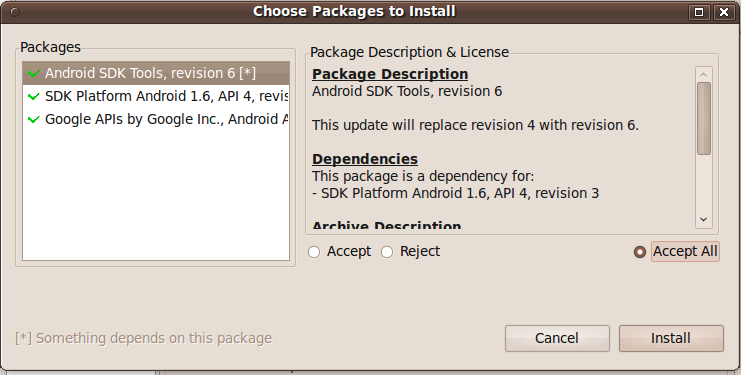 Choose Packages to Install
Packages
Android SDK Tools, revision 6 [*]
SDK Platform Android 1.6, API 4, revis
Google APIs by Google Inc., Android A
Package Description & License
Package Description
Android SDK Tools, revision 6
This update will replace revision 4 with revision 6.
Dependencies
This package is a dependency for:
- SDK Platform Android 1.6, API 4, revision 3
Archive Description
Accept Reject Accept All
[*] Something depends on this package
Cancel Install